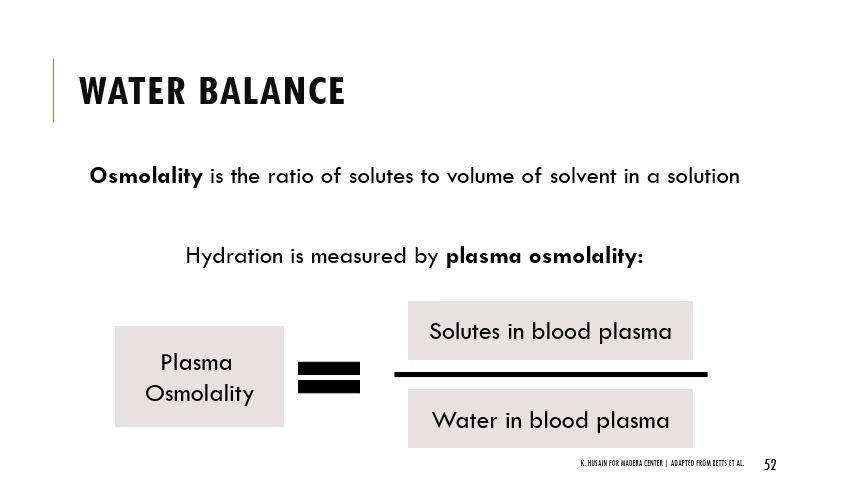 WATER BALANCE
Osmolality is the ratio of solutes to volume of solvent in a solution
Hydration is measured by plasma osmolality:
Plasma
Osmolality
Solutes in blood plasma
Water in blood plasma
K. HUSAIN FOR MADERA CENTER | ADAPTED FROM BETTS ET AL.
52